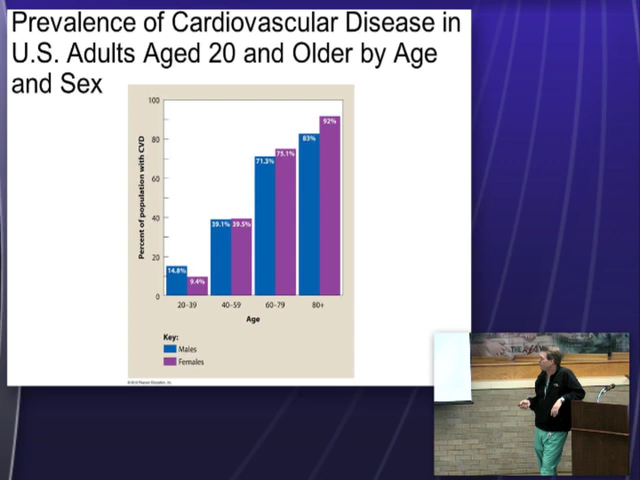 Prevalence of Cardiovascular Disease in
U.S. Adults Aged 20 and Older by Age
and Sex
100
80
60
40
20
0
Percent of population with CVD
14.8%
9.4%
39.1%
39.5%
71.3%
75.1%
83%
92%
20–39
40–59
60–79
80+
Age
Key:
Males
Females
THE